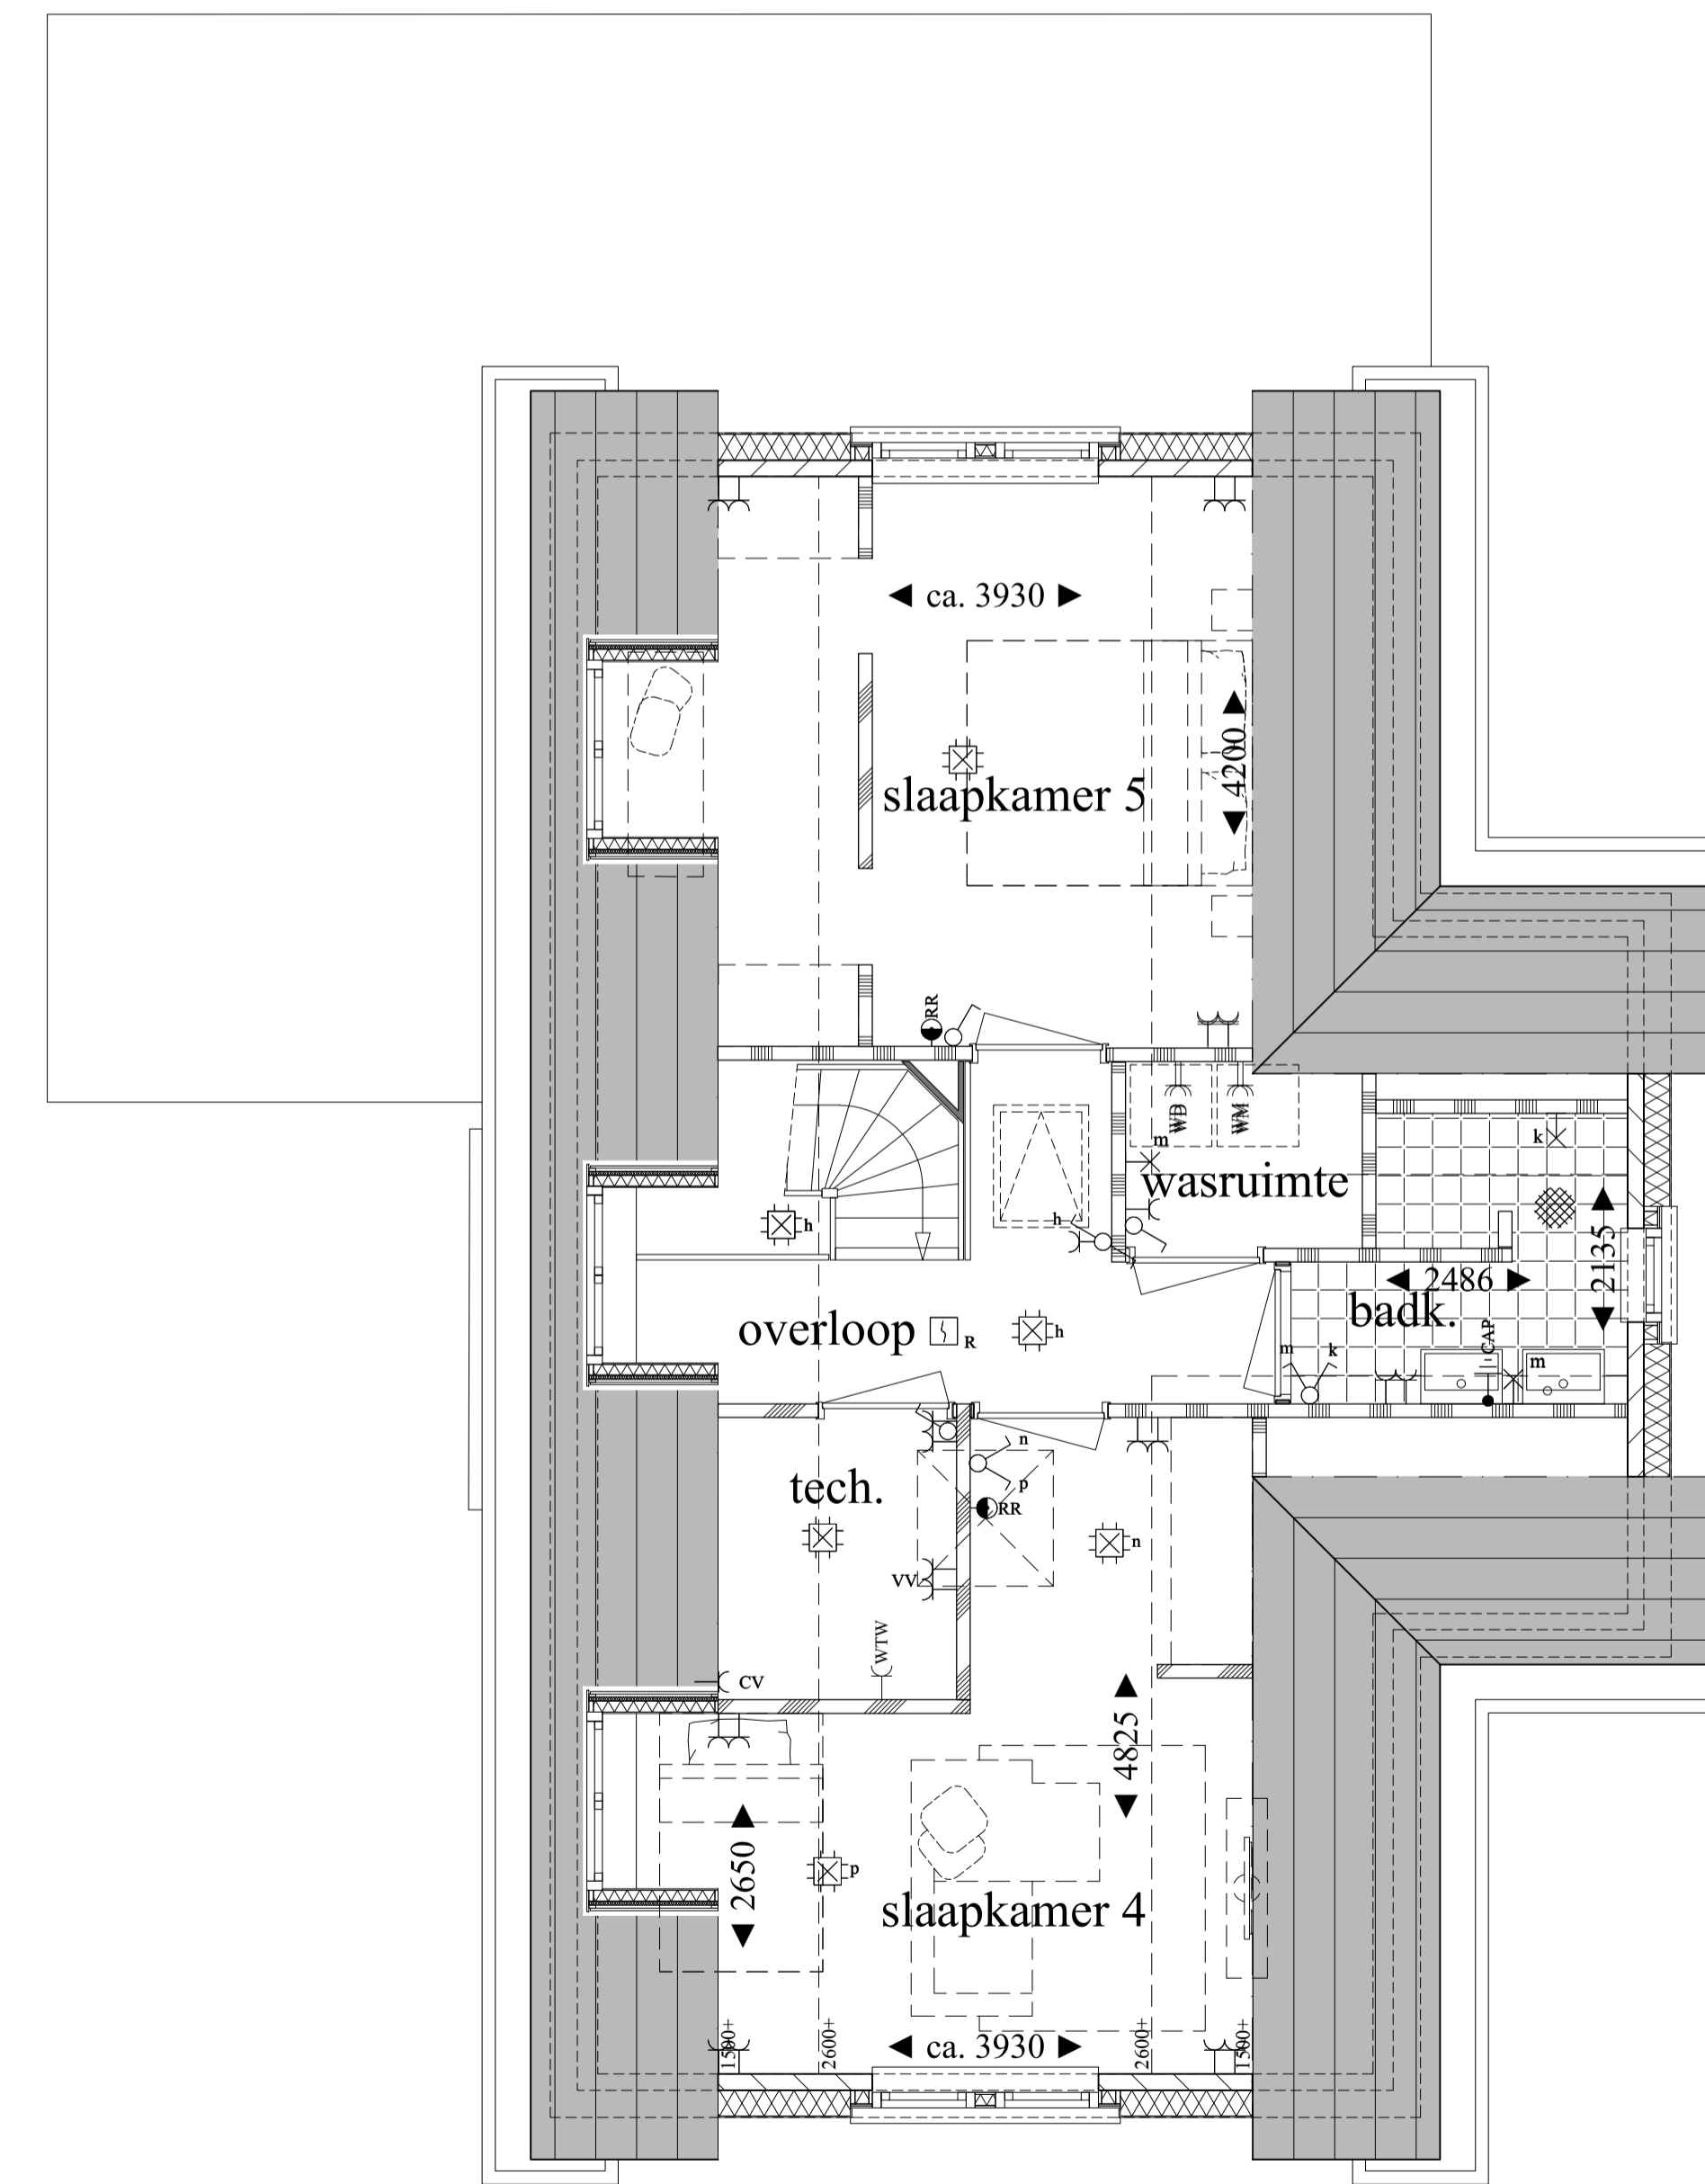 ca. 3930
4200
slaapkamer 5
RR
WD
WM
m
k
wasruimte
h
h
2135
2486
badk.
overloop
R
h
CAP
m
k
m
n
tech.
p
RR
n
VV
WTW
CV
4825
2650
p
slaapkamer 4
1500+
2600+
ca. 3930
2600+
1500+